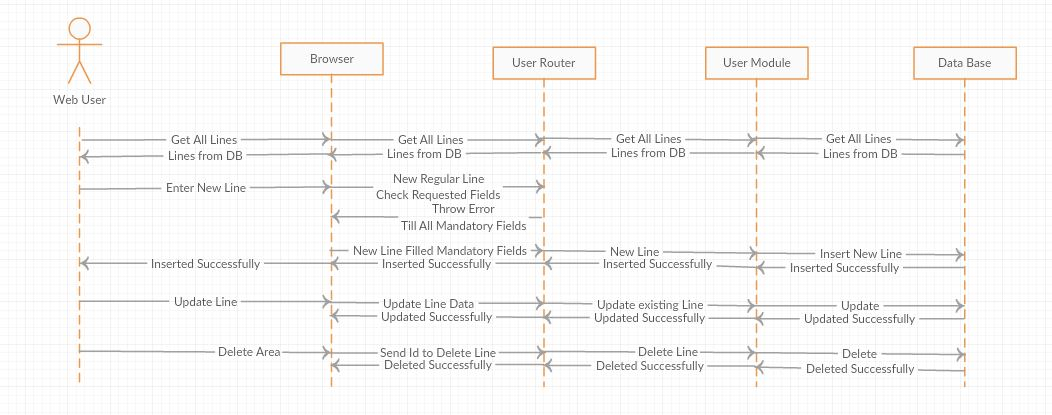 Browser
User Router
User Module
Data Base
Web User
Get All Lines
Get All Lines
Get All Lines
Get All Lines
Lines from DB
Lines from DB
Lines from DB
Lines from DB
Enter New Line
New Regular Line
Check Requested Fields
Throw Error
Till All Mandatory Fields
New Line Filled Mandatory Fields
New Line
Insert New Line
Inserted Successfully
Inserted Successfully
Inserted Successfully
Inserted Successfully
Update Line
Update Line Data
Update existing Line
Update
Updated Successfully
Updated Successfully
Updated Successfully
Delete Area
Send Id to Delete Line
Delete Line
Delete
Deleted Successfully
Deleted Successfully
Deleted Successfully